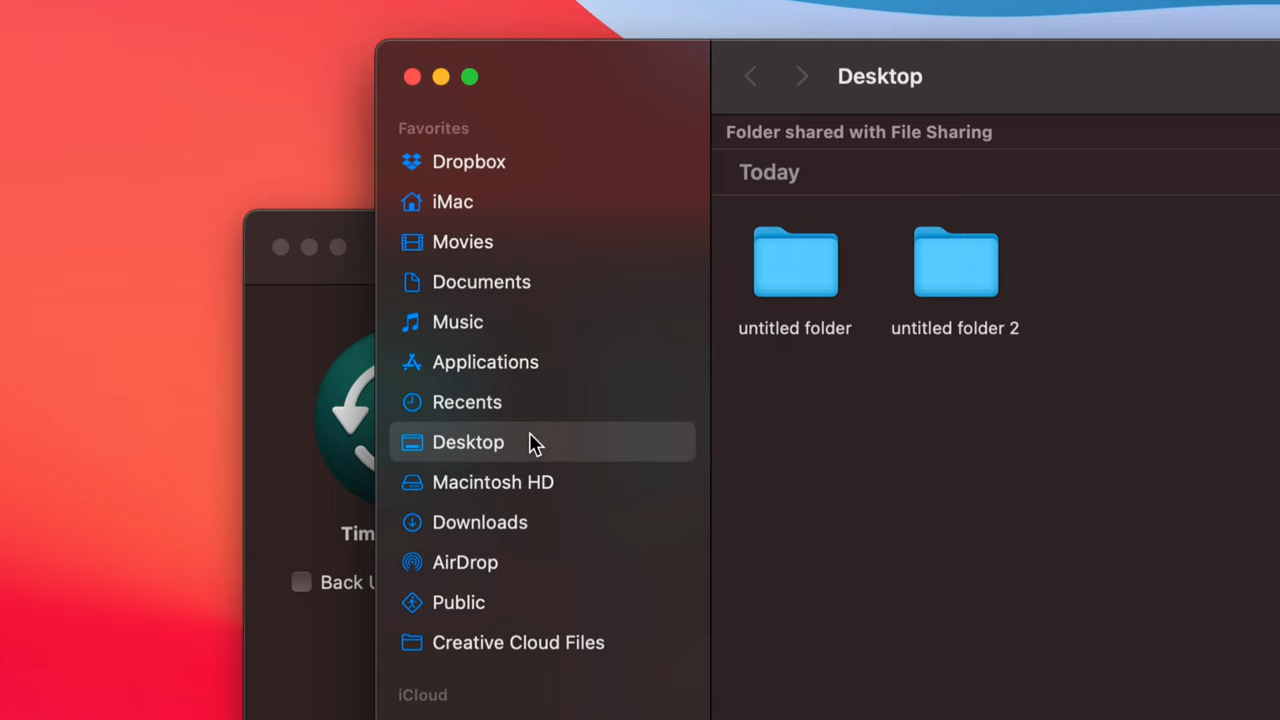 Desktop
Favorites
Folder shared with File Sharing
Dropbox
Today
iMac
Movies
Documents
Music
untitled folder
untitled folder 2
Applications
Recents
Desktop
Macintosh HD
Downloads
AirDrop
Back
Public
Creative Cloud Files
iCloud